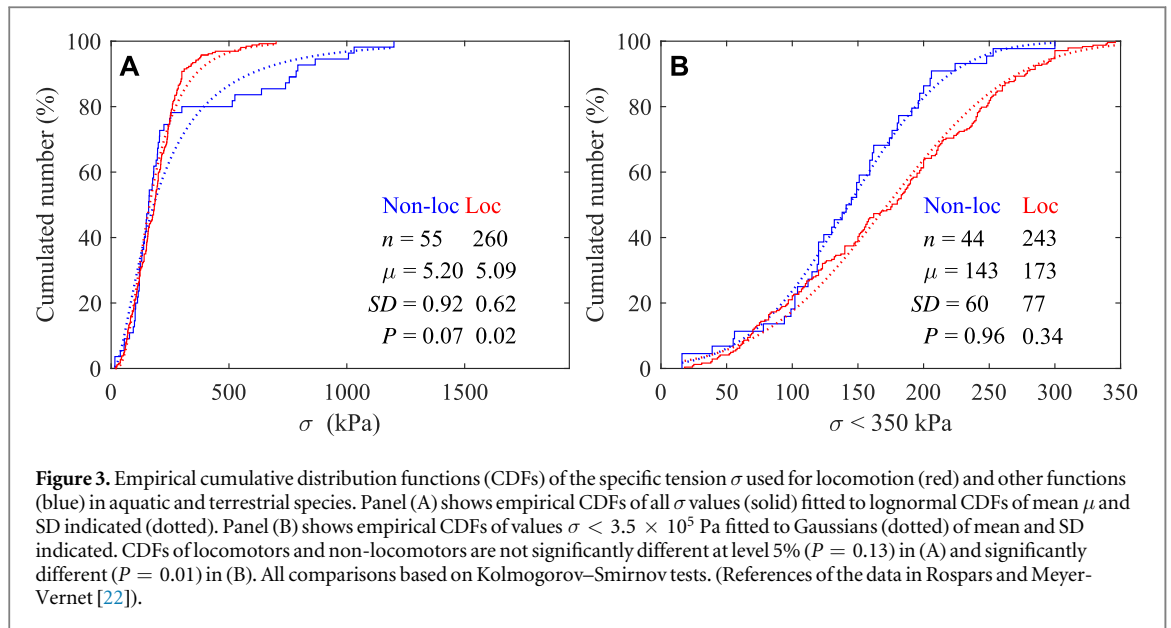 A
B
100
80
60
40
20
0
Cumulated number (%)
Non-loc Loc
n = 55 260
μ = 5.20 5.09
SD = 0.92 0.62
P = 0.07 0.02
0 500 1000 1500
σ (kPa)
100
80
60
40
20
0
Cumulated number (%)
Non-loc Loc
n = 44 243
μ = 143 173
SD = 60 77
P = 0.96 0.34
0 50 100 150 200 250 300 350
σ < 350 kPa
Figure 3. Empirical cumulative distribution functions (CDFs) of the specific tension σ used for locomotion (red) and other functions
(blue) in aquatic and terrestrial species. Panel (A) shows empirical CDFs of all σ values (solid) fitted to lognormal CDFs of mean μ and
SD indicated (dotted). Panel (B) shows empirical CDFs of values σ < 3.5 × 10⁵ Pa fitted to Gaussians (dotted) of mean and SD
indicated. CDFs of locomotors and non-locomotors are not significantly different at level 5% (P = 0.13) in (A) and significantly
different (P = 0.01) in (B). All comparisons based on Kolmogorov–Smirnov tests. (References of the data in Rospars and Meyer-
Vernet [22]).